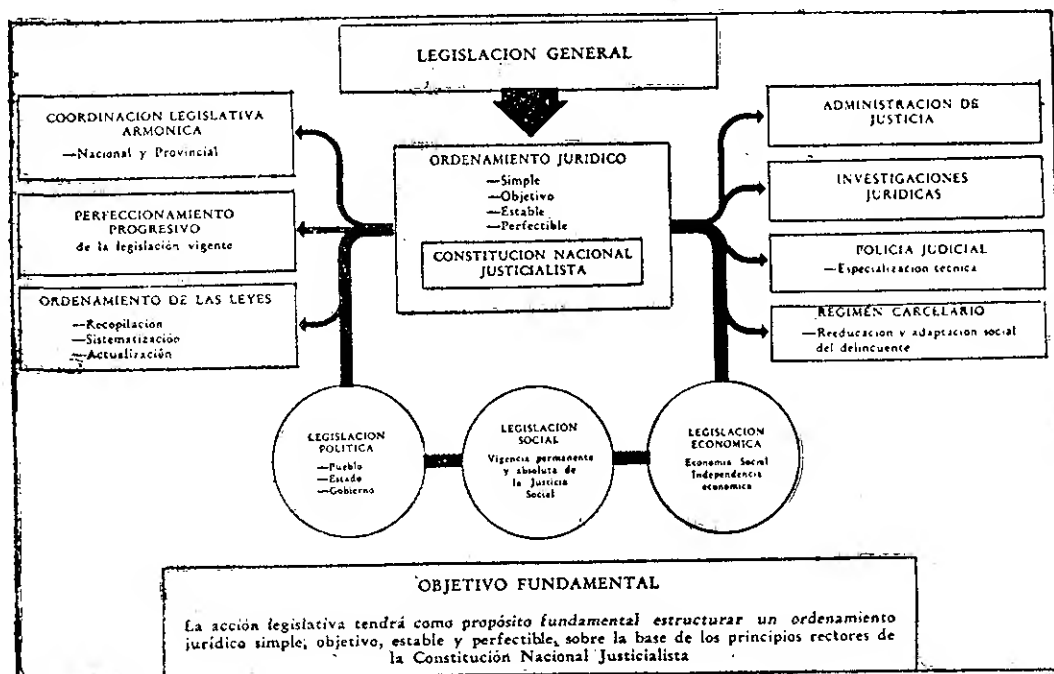 LEGISLACION GENERAL
COORDINACION LEGISLATIVA
ARMONICA
—Nacional y Provincial
PERFECCIONAMIENTO
PROGRESIVO
de la legislación vigente
ORDENAMIENTO DE LAS LEYES
—Recopilación
—Sistematización
—Actualización
ORDENAMIENTO JURIDICO
—Simple
—Objetivo
—Estable
—Perfectible
CONSTITUCION NACIONAL
JUSTICIALISTA
ADMINISTRACION DE
JUSTICIA
INVESTIGACIONES
JURIDICAS
POLICIA JUDICIAL
—Especialización técnica
REGIMEN CARCELARIO
—Reeducación y adaptación social
del delincuente
LEGISLACION
POLITICA
—Pueblo
—Estado
—Gobierno
LEGISLACION
SOCIAL
Vigencia permanente
y absoluta de
la Justicia
Social
LEGISLACION
ECONOMICA
Economía Social
Independencia
económica
OBJETIVO FUNDAMENTAL
La acción legislativa tendrá como propósito fundamental estructurar un ordenamiento
jurídico simple, objetivo, estable y perfectible, sobre la base de los principios rectores de
la Constitución Nacional Justicialista